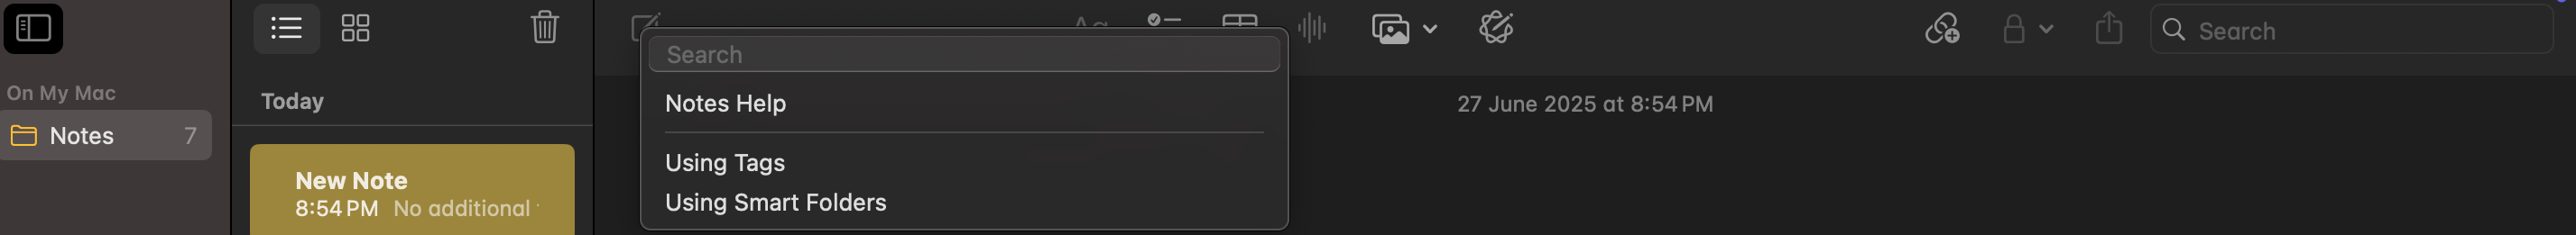 Aa
Search
Search
On My Mac
Today
Notes Help
27 June 2025 at 8:54 PM
Notes 7
Using Tags
New Note
8:54 PM No additional
Using Smart Folders